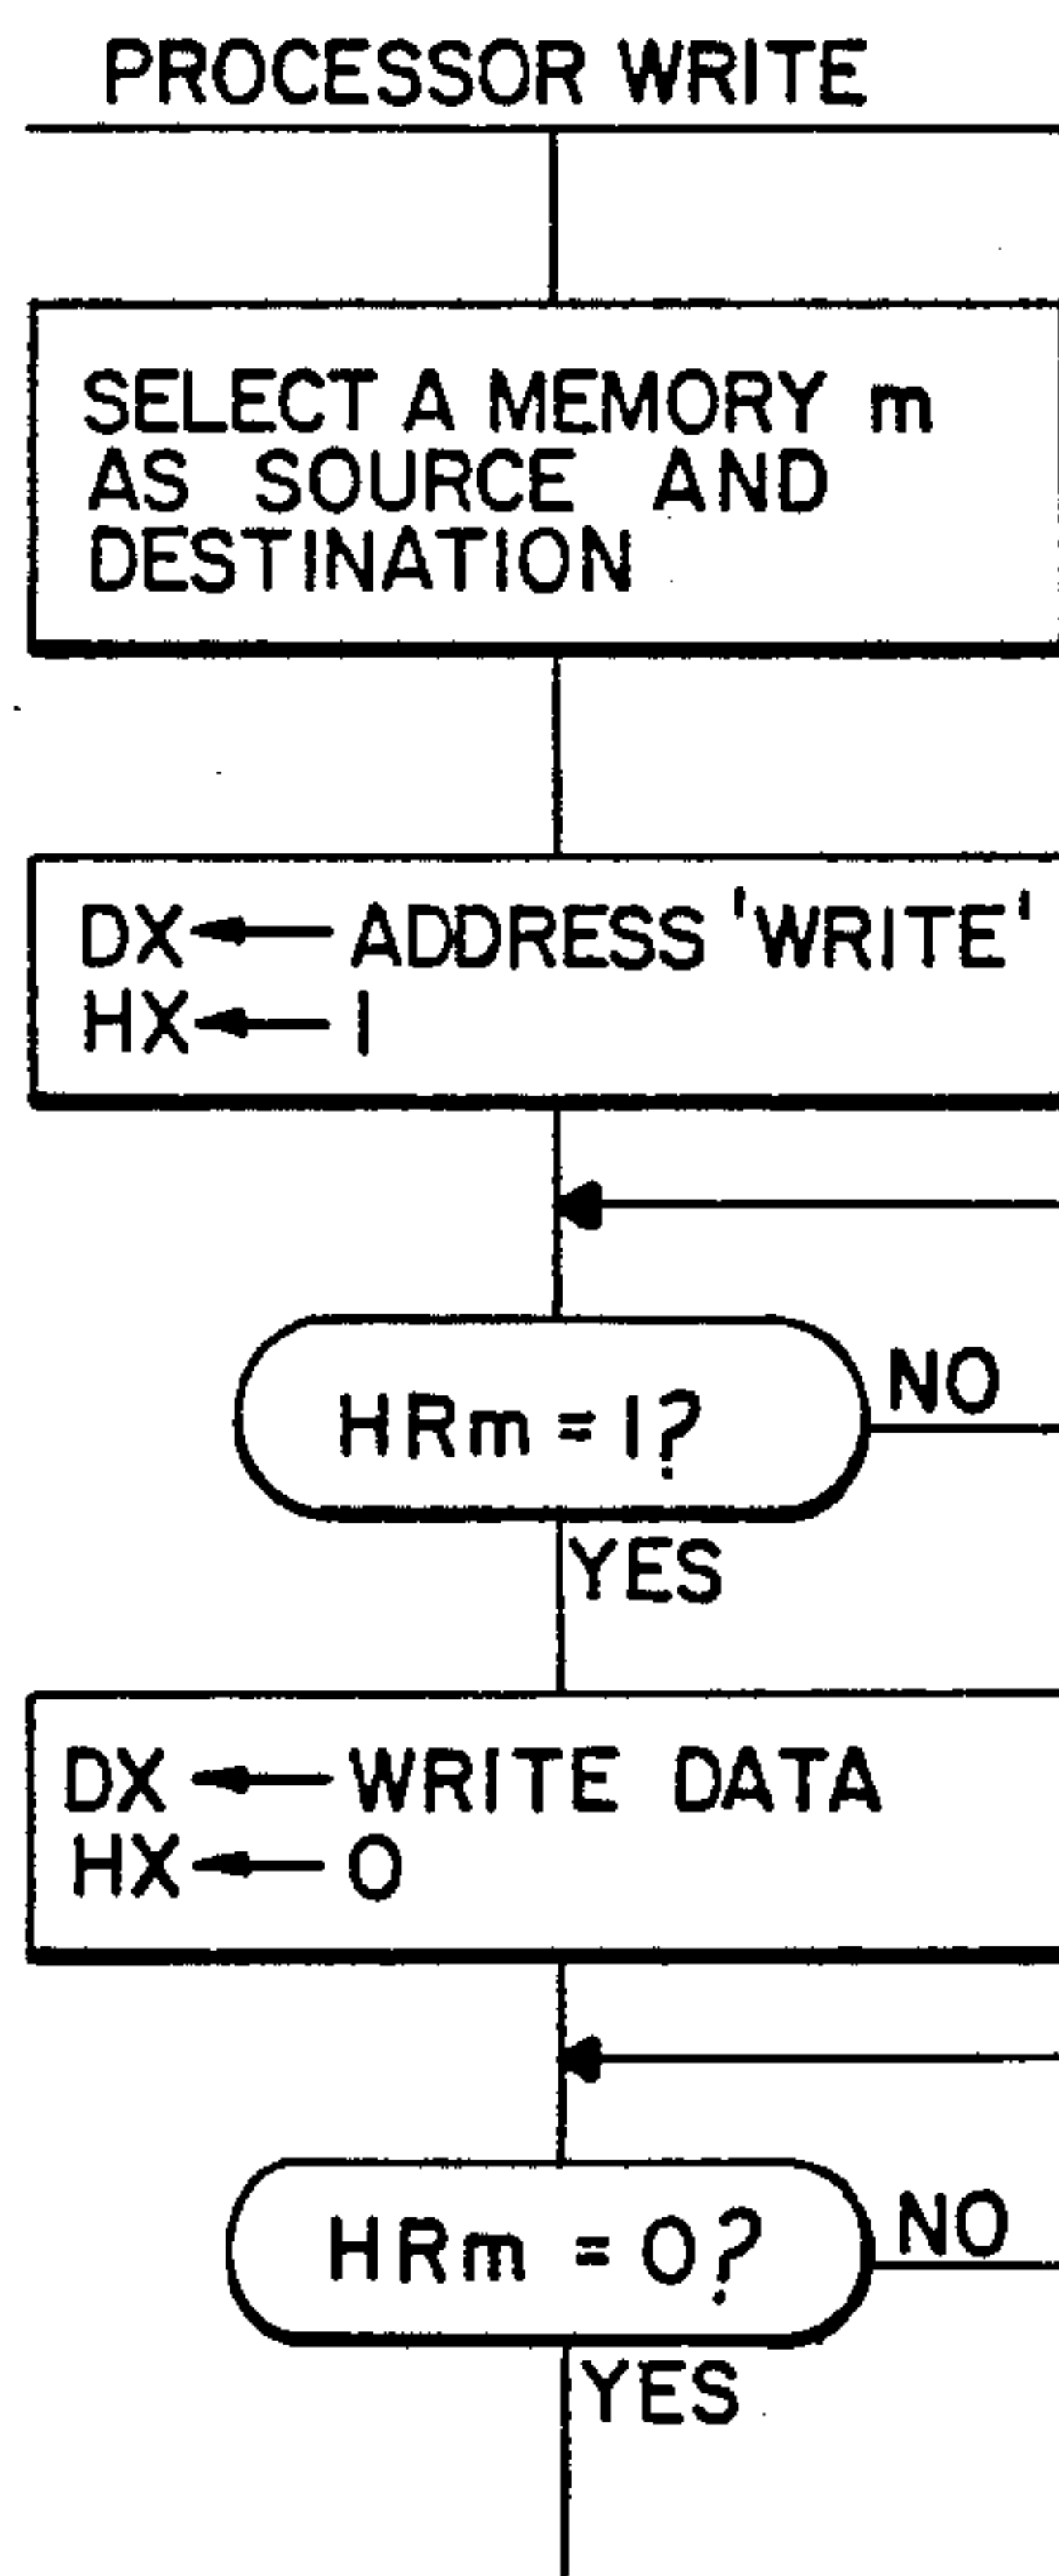 PROCESSOR WRITE
SELECT A MEMORY m
AS SOURCE AND
DESTINATION
DX ← ADDRESS 'WRITE'
HX ← 1
HRm = 1?
NO
YES
DX ← WRITE DATA
HX ← 0
HRm = 0?
NO
YES